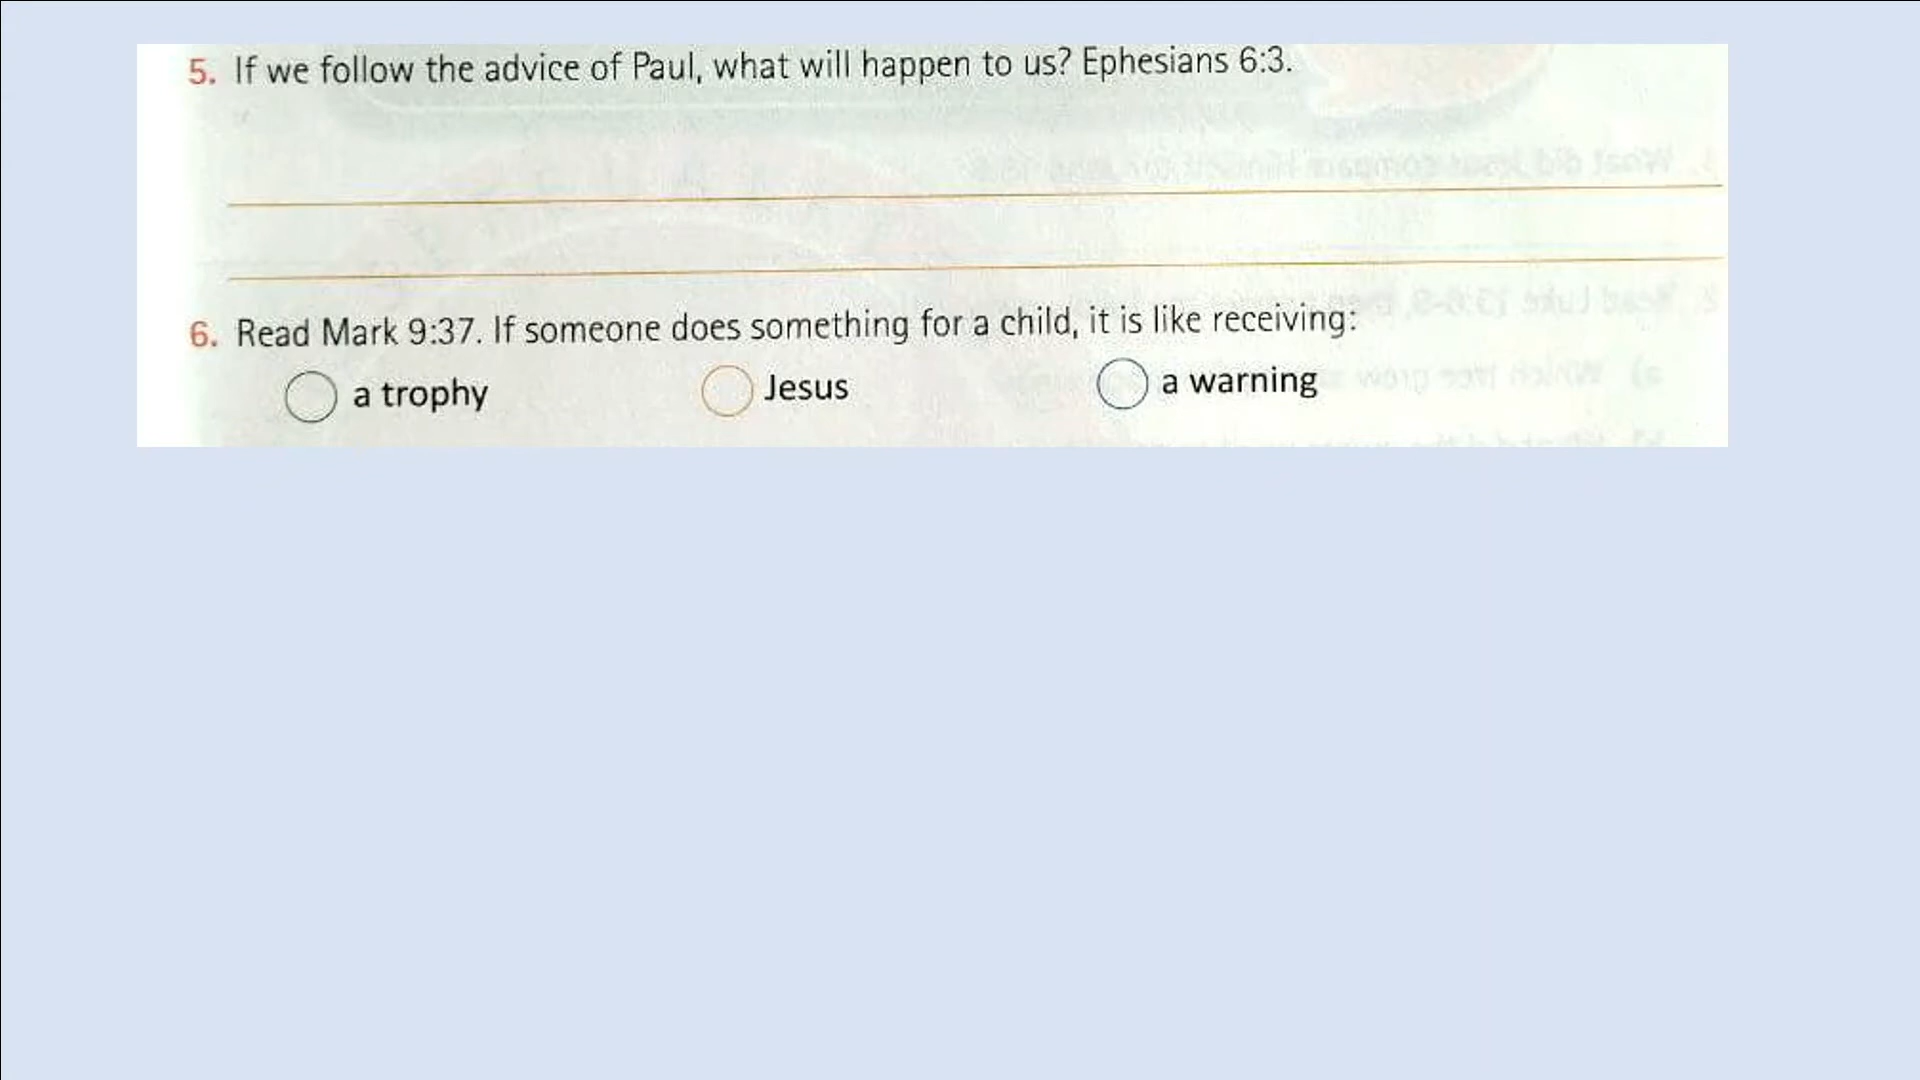 5. If we follow the advice of Paul, what will happen to us? Ephesians 6:3.
6. Read Mark 9:37. If someone does something for a child, it is like receiving:
a trophy Jesus a warning